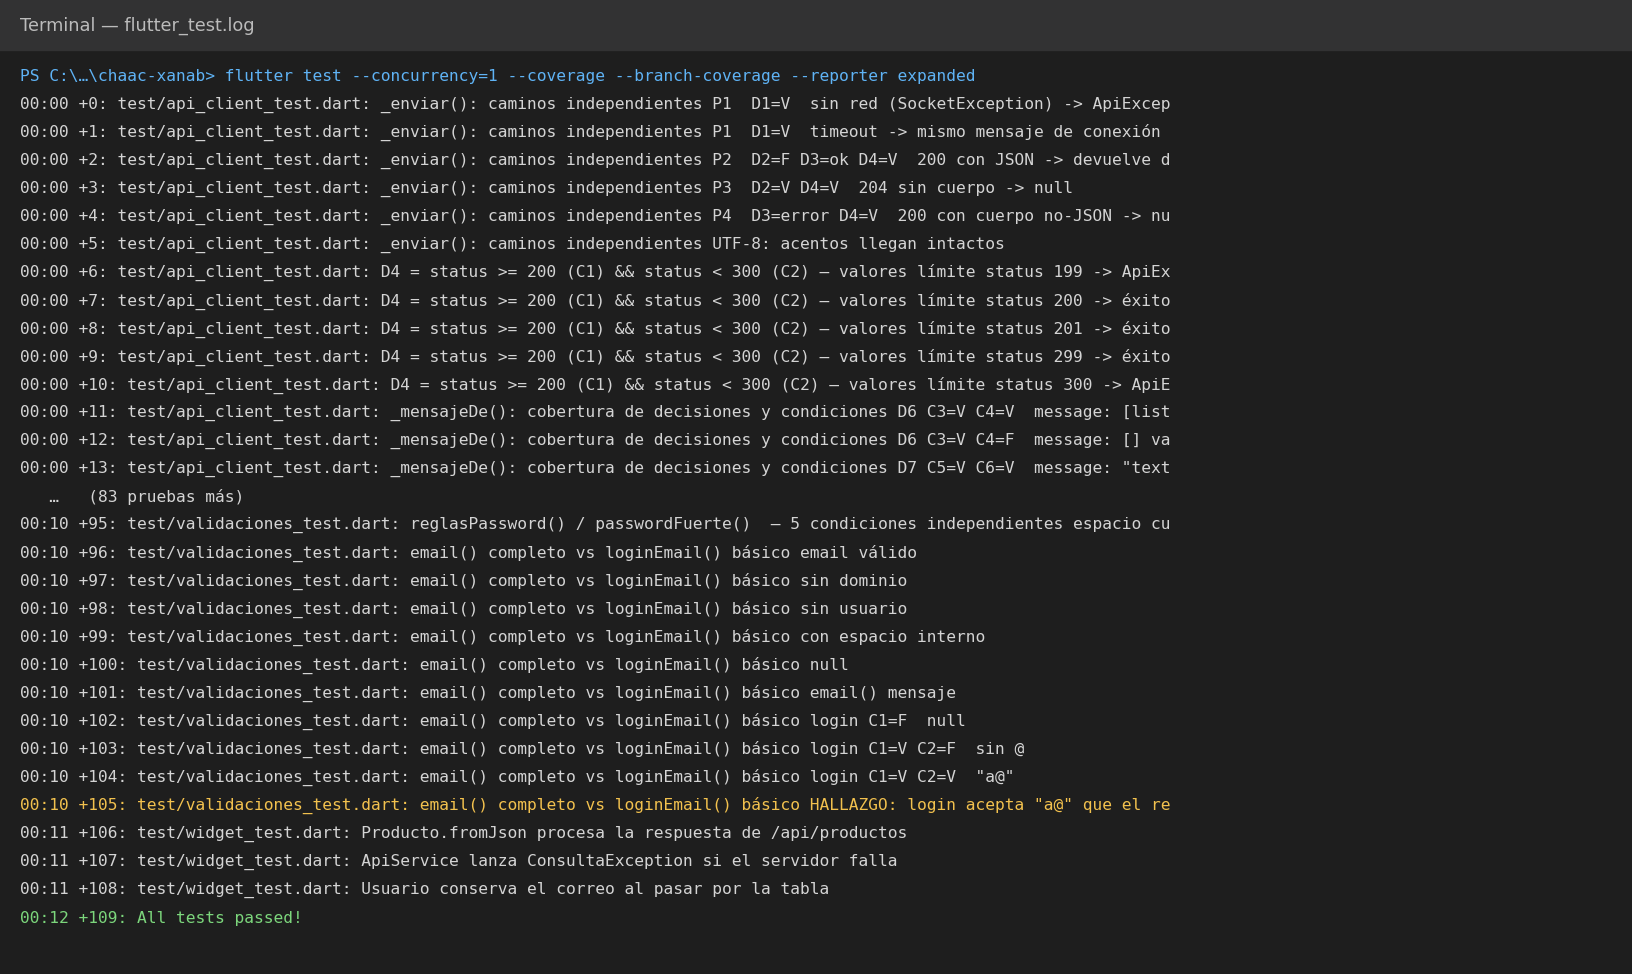 Terminal — flutter_test.log
PS C:\…\chaac-xanab> flutter test --concurrency=1 --coverage --branch-coverage --reporter expanded
00:00 +0: test/api_client_test.dart: _enviar(): caminos independientes P1  D1=V  sin red (SocketException) -> ApiExcep
00:00 +1: test/api_client_test.dart: _enviar(): caminos independientes P1  D1=V  timeout -> mismo mensaje de conexión
00:00 +2: test/api_client_test.dart: _enviar(): caminos independientes P2  D2=F D3=ok D4=V  200 con JSON -> devuelve d
00:00 +3: test/api_client_test.dart: _enviar(): caminos independientes P3  D2=V D4=V  204 sin cuerpo -> null
00:00 +4: test/api_client_test.dart: _enviar(): caminos independientes P4  D3=error D4=V  200 con cuerpo no-JSON -> nu
00:00 +5: test/api_client_test.dart: _enviar(): caminos independientes UTF-8: acentos llegan intactos
00:00 +6: test/api_client_test.dart: D4 = status >= 200 (C1) && status < 300 (C2) — valores límite status 199 -> ApiEx
00:00 +7: test/api_client_test.dart: D4 = status >= 200 (C1) && status < 300 (C2) — valores límite status 200 -> éxito
00:00 +8: test/api_client_test.dart: D4 = status >= 200 (C1) && status < 300 (C2) — valores límite status 201 -> éxito
00:00 +9: test/api_client_test.dart: D4 = status >= 200 (C1) && status < 300 (C2) — valores límite status 299 -> éxito
00:00 +10: test/api_client_test.dart: D4 = status >= 200 (C1) && status < 300 (C2) — valores límite status 300 -> ApiE
00:00 +11: test/api_client_test.dart: _mensajeDe(): cobertura de decisiones y condiciones D6 C3=V C4=V  message: [list
00:00 +12: test/api_client_test.dart: _mensajeDe(): cobertura de decisiones y condiciones D6 C3=V C4=F  message: [] va
00:00 +13: test/api_client_test.dart: _mensajeDe(): cobertura de decisiones y condiciones D7 C5=V C6=V  message: "text
   …   (83 pruebas más)
00:10 +95: test/validaciones_test.dart: reglasPassword() / passwordFuerte()  — 5 condiciones independientes espacio cu
00:10 +96: test/validaciones_test.dart: email() completo vs loginEmail() básico email válido
00:10 +97: test/validaciones_test.dart: email() completo vs loginEmail() básico sin dominio
00:10 +98: test/validaciones_test.dart: email() completo vs loginEmail() básico sin usuario
00:10 +99: test/validaciones_test.dart: email() completo vs loginEmail() básico con espacio interno
00:10 +100: test/validaciones_test.dart: email() completo vs loginEmail() básico null
00:10 +101: test/validaciones_test.dart: email() completo vs loginEmail() básico email() mensaje
00:10 +102: test/validaciones_test.dart: email() completo vs loginEmail() básico login C1=F  null
00:10 +103: test/validaciones_test.dart: email() completo vs loginEmail() básico login C1=V C2=F  sin @
00:10 +104: test/validaciones_test.dart: email() completo vs loginEmail() básico login C1=V C2=V  "a@"
00:10 +105: test/validaciones_test.dart: email() completo vs loginEmail() básico HALLAZGO: login acepta "a@" que el re
00:11 +106: test/widget_test.dart: Producto.fromJson procesa la respuesta de /api/productos
00:11 +107: test/widget_test.dart: ApiService lanza ConsultaException si el servidor falla
00:11 +108: test/widget_test.dart: Usuario conserva el correo al pasar por la tabla
00:12 +109: All tests passed!